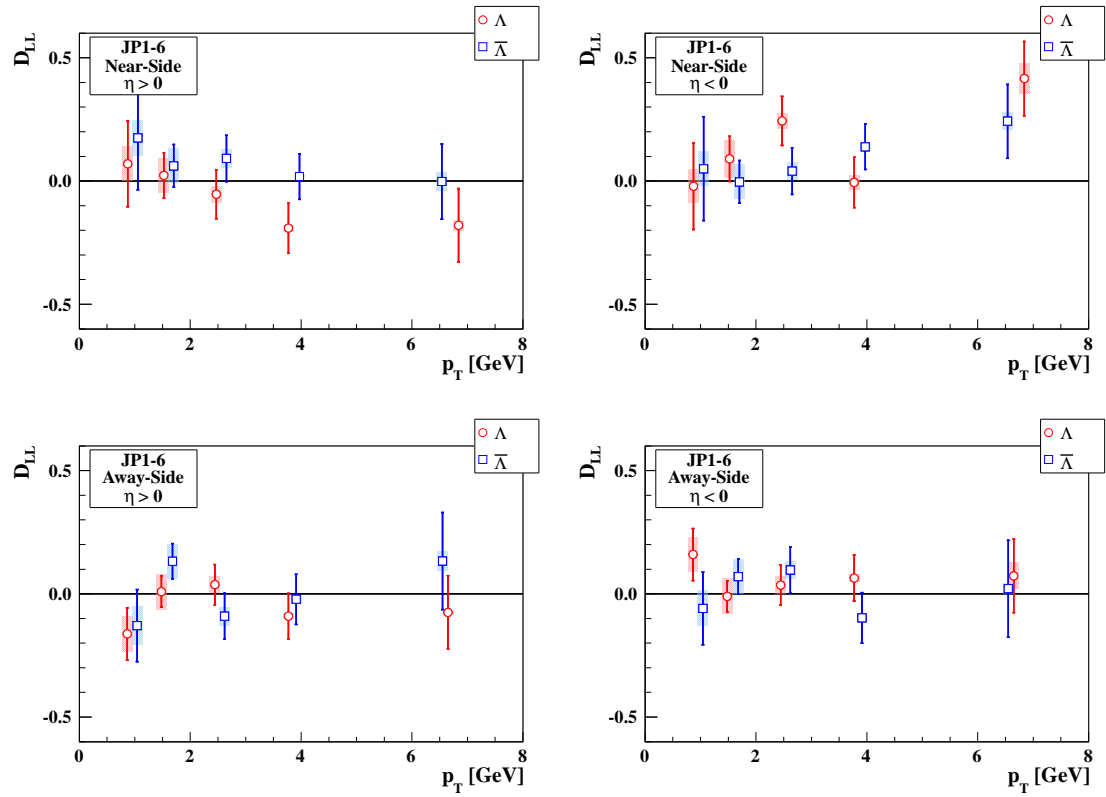 D_LL
0.5
0.0
-0.5
JP1-6
Near-Side
η > 0
Λ
Λ̅
0 2 4 6 8
p_T [GeV]
D_LL
0.5
0.0
-0.5
JP1-6
Near-Side
η < 0
Λ
Λ̅
0 2 4 6 8
p_T [GeV]
D_LL
0.5
0.0
-0.5
JP1-6
Away-Side
η > 0
Λ
Λ̅
0 2 4 6 8
p_T [GeV]
D_LL
0.5
0.0
-0.5
JP1-6
Away-Side
η < 0
Λ
Λ̅
0 2 4 6 8
p_T [GeV]